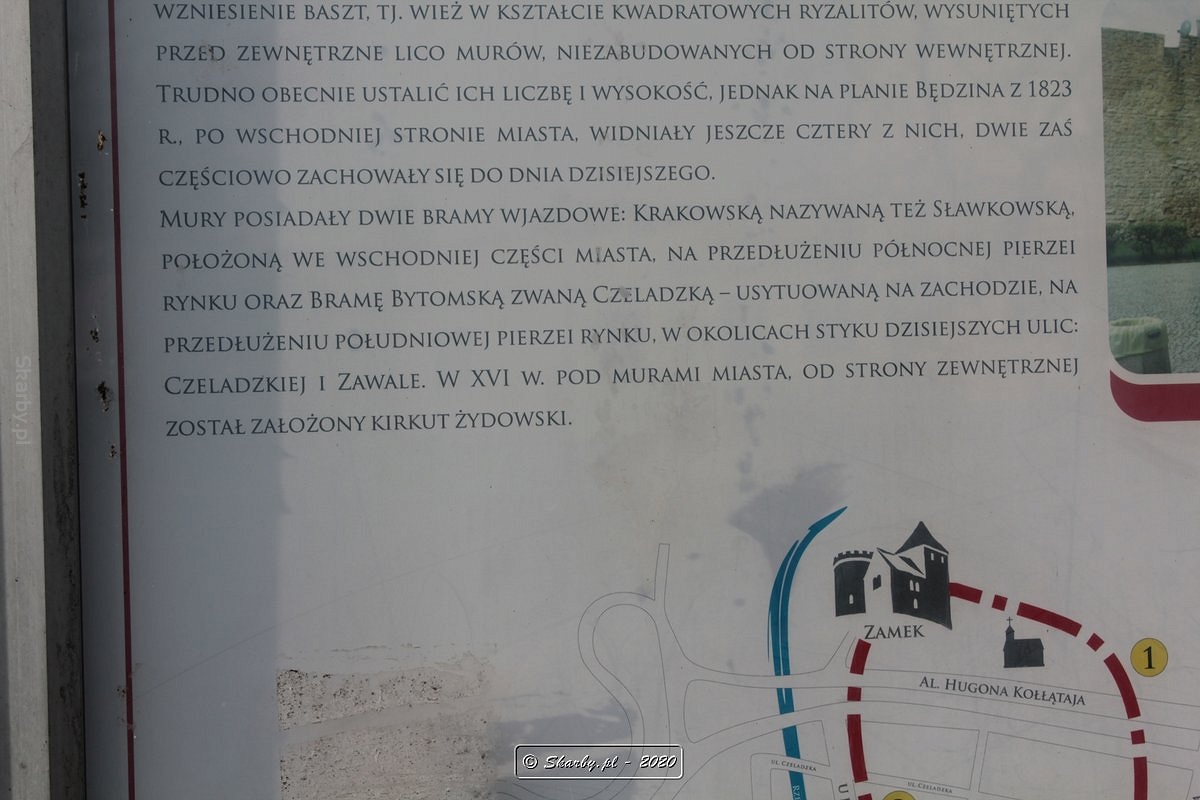 WZNIESIENIE BASZT, TJ. WIEŻ W KSZTAŁCIE KWADRATOWYCH RYZALITÓW, WYSUNIĘTYCH
PRZED ZEWNĘTRZNE LICO MURÓW, NIEZABUDOWANYCH OD STRONY WEWNĘTRZNEJ.
TRUDNO OBECNIE USTALIĆ ICH LICZBĘ I WYSOKOŚĆ, JEDNAK NA PLANIE BĘDZINA Z 1823
R., PO WSCHODNIEJ STRONIE MIASTA, WIDNIAŁY JESZCZE CZTERY Z NICH, DWIE ZAŚ
CZĘŚCIOWO ZACHOWAŁY SIĘ DO DNIA DZISIEJSZEGO.
MURY POSIADAŁY DWIE BRAMY WJAZDOWE: KRAKOWSKĄ NAZYWANĄ TEŻ SŁAWKOWSKĄ,
POŁOŻONĄ WE WSCHODNIEJ CZĘŚCI MIASTA, NA PRZEDŁUŻENIU PÓŁNOCNEJ PIERZEI
RYNKU ORAZ BRAMĘ BYTOMSKĄ ZWANĄ CZELADZKĄ – USYTUOWANĄ NA ZACHODZIE, NA
PRZEDŁUŻENIU POŁUDNIOWEJ PIERZEI RYNKU, W OKOLICACH STYKU DZISIEJSZYCH ULIC:
CZELADZKIEJ I ZAWALE. W XVI W. POD MURAMI MIASTA, OD STRONY ZEWNĘTRZNEJ
ZOSTAŁ ZAŁOŻONY KIRKUT ŻYDOWSKI.
ZAMEK
1
AL. HUGONA KOŁŁĄTAJA
UL. CZELADZKA
UL. CZELADZKA
Skarby.pl
© Skarby.pl - 2020